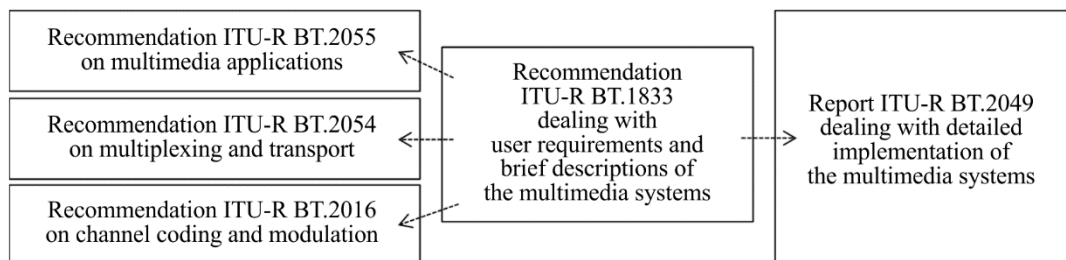 Recommendation ITU-R BT.2055
on multimedia applications
Recommendation ITU-R BT.2054
on multiplexing and transport
Recommendation ITU-R BT.2016
on channel coding and modulation
Recommendation
ITU-R BT.1833
dealing with
user requirements and
brief descriptions of
the multimedia systems
Report ITU-R BT.2049
dealing with detailed
implementation of
the multimedia systems